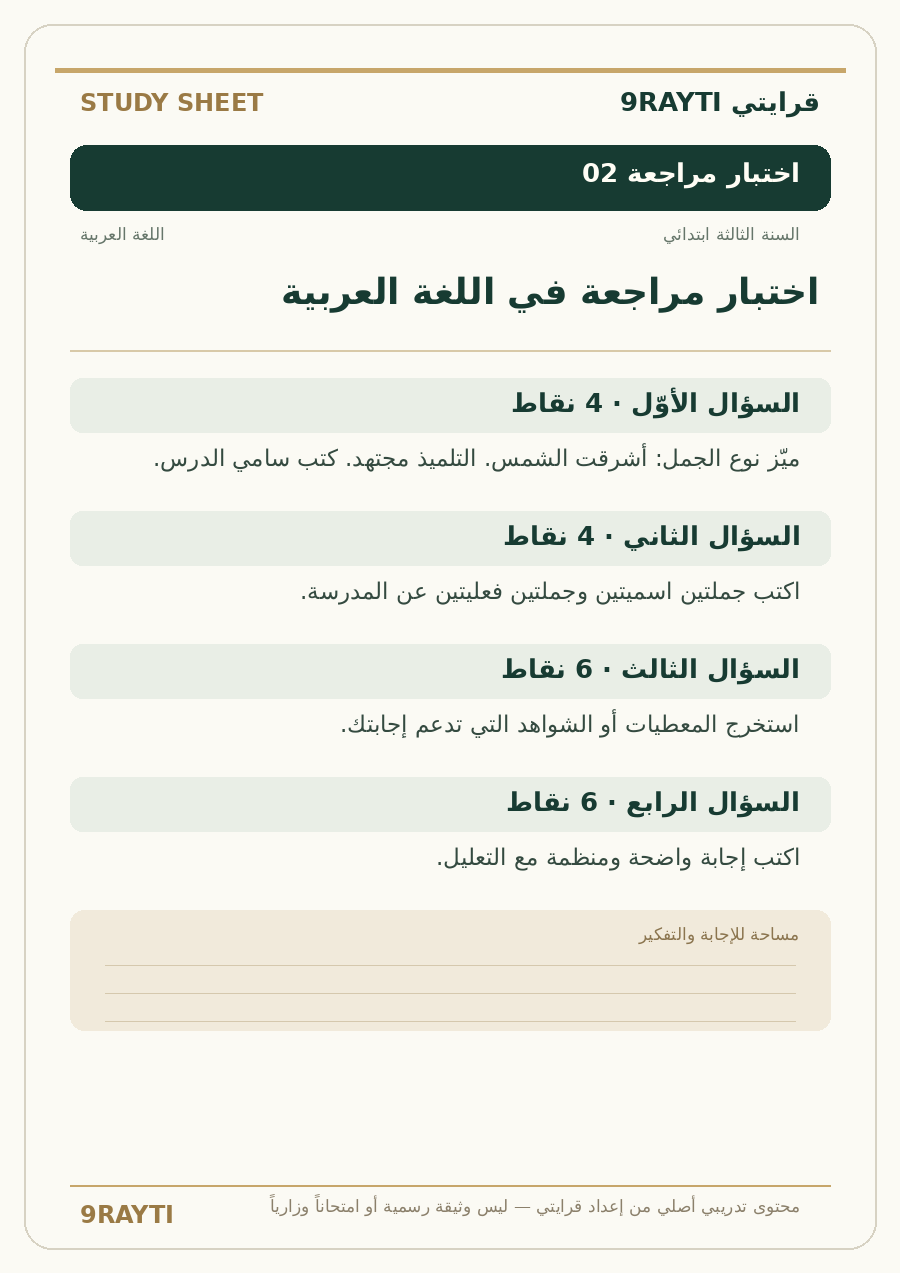 قرايتي 9RAYTI
STUDY SHEET
اختبار مراجعة 02
السنة الثالثة ابتدائي
اللغة العربية
اختبار مراجعة في اللغة العربية
السؤال الأوّل · 4 نقاط
ميّز نوع الجمل: أشرقت الشمس. التلميذ مجتهد. كتب سامي الدرس.
السؤال الثاني · 4 نقاط
اكتب جملتين اسميتين وجملتين فعليتين عن المدرسة.
السؤال الثالث · 6 نقاط
استخرج المعطيات أو الشواهد التي تدعم إجابتك.
السؤال الرابع · 6 نقاط
اكتب إجابة واضحة ومنظمة مع التعليل.
مساحة للإجابة والتفكير
محتوى تدريبي أصلي من إعداد قرايتي — ليس وثيقة رسمية أو امتحاناً وزارياً
9RAYTI